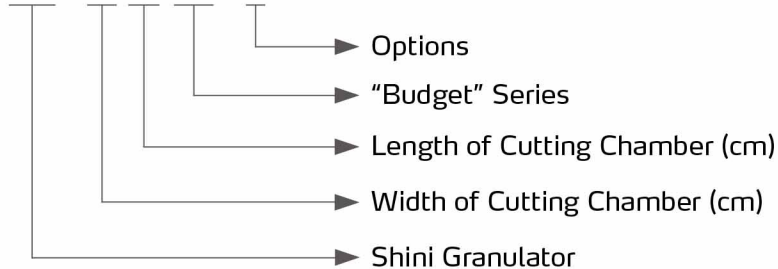 Options
“Budget” Series
Length of Cutting Chamber (cm)
Width of Cutting Chamber (cm)
Shini Granulator